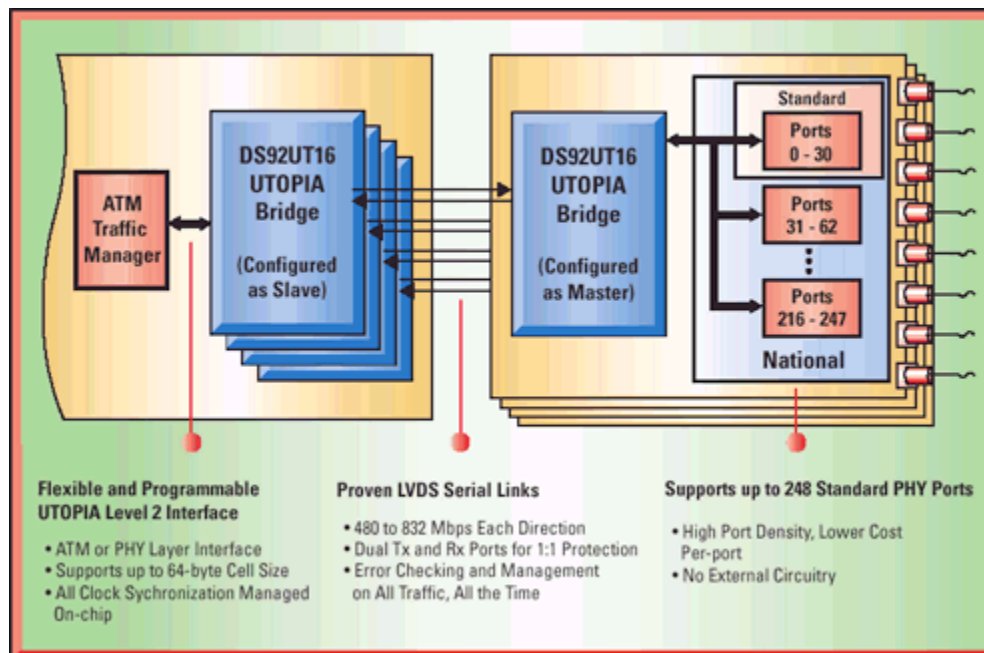 ATM
Traffic
Manager
DS92UT16
UTOPIA
Bridge
(Configured
as Slave)
DS92UT16
UTOPIA
Bridge
(Configured
as Master)
Standard
Ports
0 - 30
Ports
31 - 62
Ports
216 - 247
National
Flexible and Programmable
UTOPIA Level 2 Interface
• ATM or PHY Layer Interface
• Supports up to 64-byte Cell Size
• All Clock Sychronization Managed
On-chip
Proven LVDS Serial Links
• 480 to 832 Mbps Each Direction
• Dual Tx and Rx Ports for 1:1 Protection
• Error Checking and Management
on All Traffic, All the Time
Supports up to 248 Standard PHY Ports
• High Port Density, Lower Cost
Per-port
• No External Circuitry